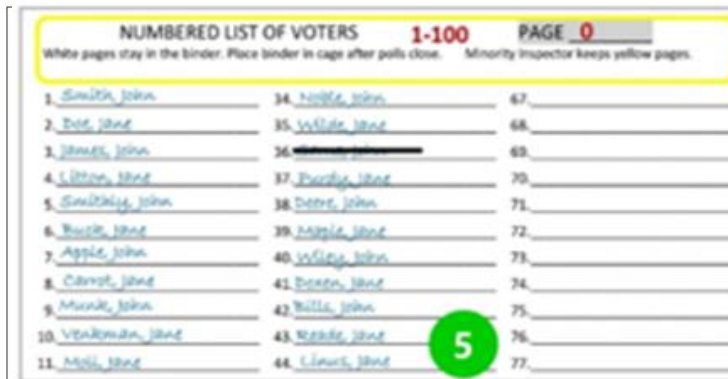 NUMBERED LIST OF VOTERS 1-100 PAGE 0
White pages stay in the binder. Place binder in cage after polls close. Minority Inspector keeps yellow pages.
1. Smith, John 34. Noble, John 67.
2. Doe, Jane 35. Wilde, Jane 68.
3. James, John 36. 69.
4. Litton, Jane 37. Purdy, Jane 70.
5. Smithly, John 38. Deere, John 71.
6. Buck, Jane 39. Maple, Jane 72.
7. Apple, John 40. Wiley, John 73.
8. Carrot, Jane 41. Doren, Jane 74.
9. Munk, John 42. Bills, John 75.
10. Venkman, Jane 43. Reade, Jane 76.
11. Moli, Jane 44. Linus, Jane 77.
5